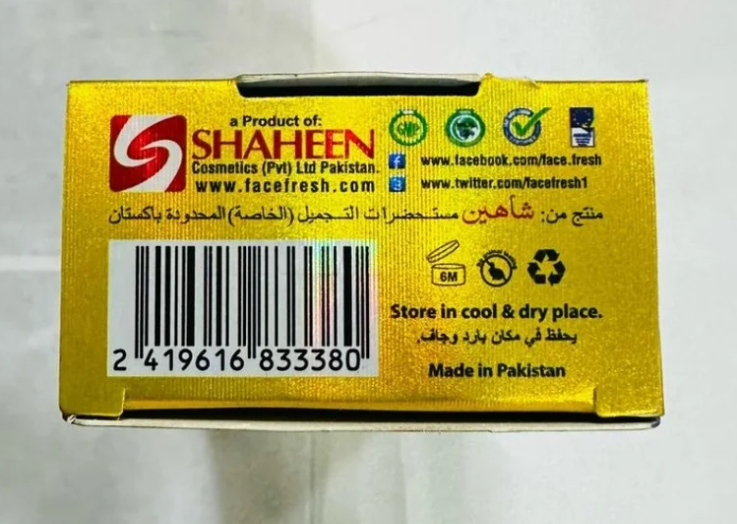 a Product of:
SHAHEEN
Cosmetics (Pvt) Ltd Pakistan.
www.facefresh.com
GMP
www.facebook.com/face.fresh
www.twitter.com/facefresh1
منتج من: شاهين مستحضرات التجميل (الخاصة) المحدودة باكستان
2 419616 833380
6M
Store in cool & dry place.
يحفظ في مكان بارد وجاف.
Made in Pakistan